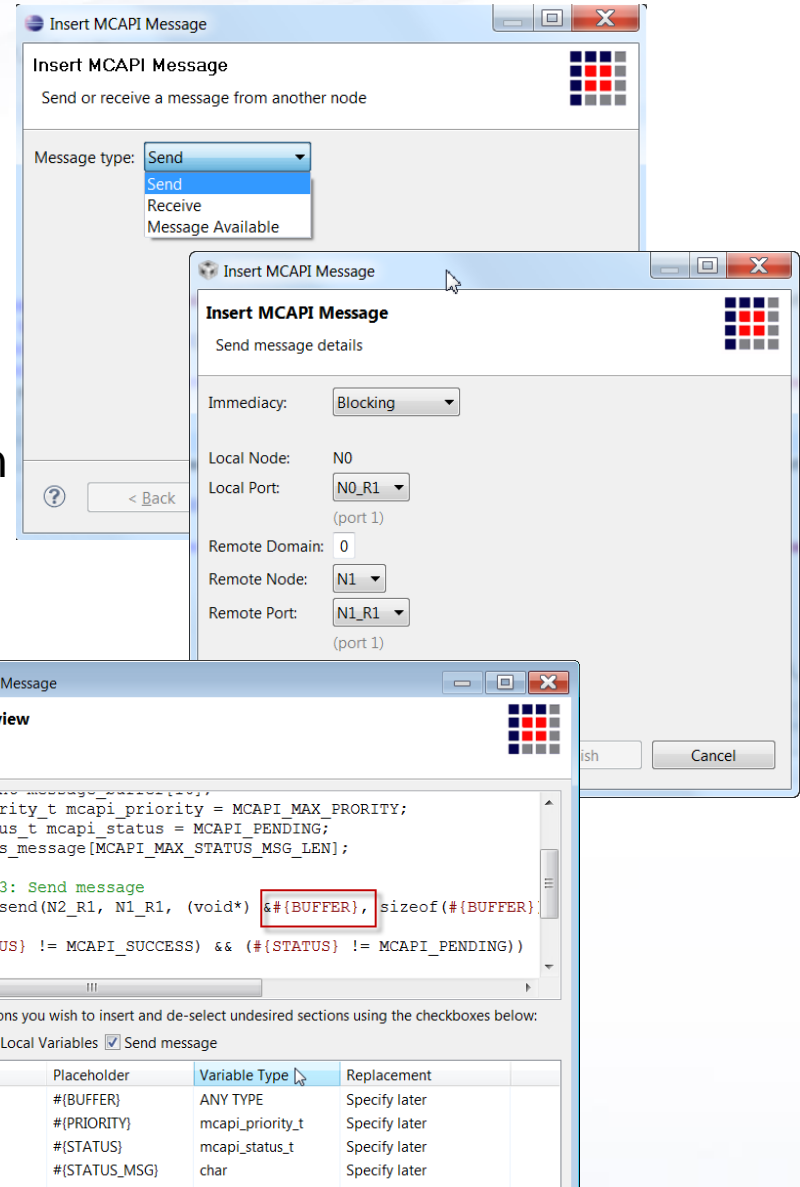 Insert MCAPI Message
Insert MCAPI Message
Send or receive a message from another node
Message type: Send
Send
Receive
Message Available
< Back
Insert MCAPI Message
Insert MCAPI Message
Send message details
Immediacy: Blocking
Local Node: N0
Local Port: N0_R1
(port 1)
Remote Domain: 0
Remote Node: N1
Remote Port: N1_R1
(port 1)
ish Cancel
n
Message
iew
rity_t mcapi_priority = MCAPI_MAX_PRORITY;
us_t mcapi_status = MCAPI_PENDING;
s_message[MCAPI_MAX_STATUS_MSG_LEN];
3: Send message
send(N2_R1, N1_R1, (void*) &#{BUFFER}, sizeof(#{BUFFER}
US} != MCAPI_SUCCESS) && (#{STATUS} != MCAPI_PENDING))
ons you wish to insert and de-select undesired sections using the checkboxes below:
Local Variables Send message
Placeholder Variable Type Replacement
#{BUFFER} ANY TYPE Specify later
#{PRIORITY} mcapi_priority_t Specify later
#{STATUS} mcapi_status_t Specify later
#{STATUS_MSG} char Specify later